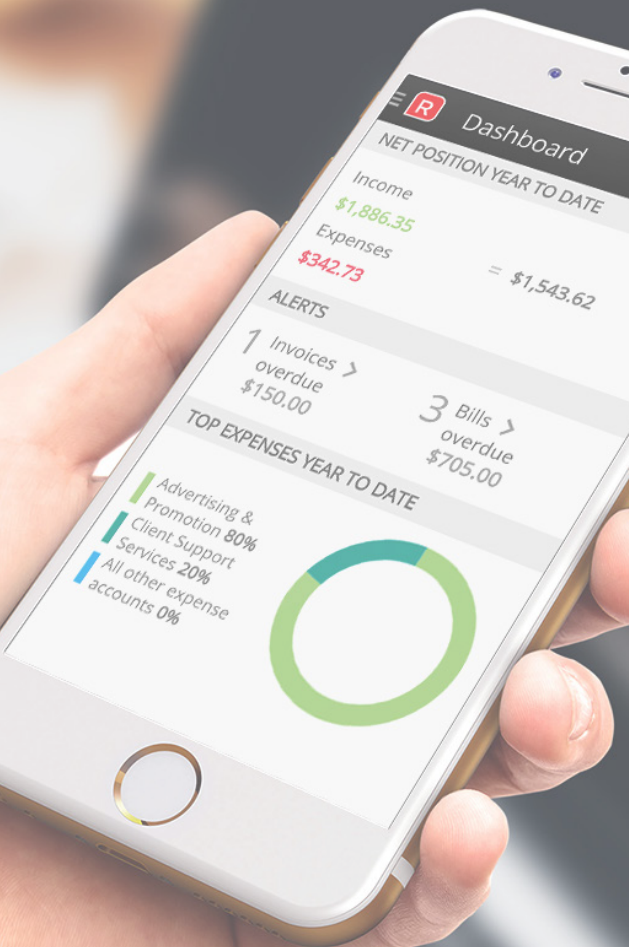 R Dashboard
NET POSITION YEAR TO DATE
Income
$1,886.35
Expenses
$342.73
= $1,543.62
ALERTS
1 Invoices >
overdue
$150.00
3 Bills >
overdue
$705.00
TOP EXPENSES YEAR TO DATE
Advertising &
Promotion 80%
Client Support
Services 20%
All other expense
accounts 0%